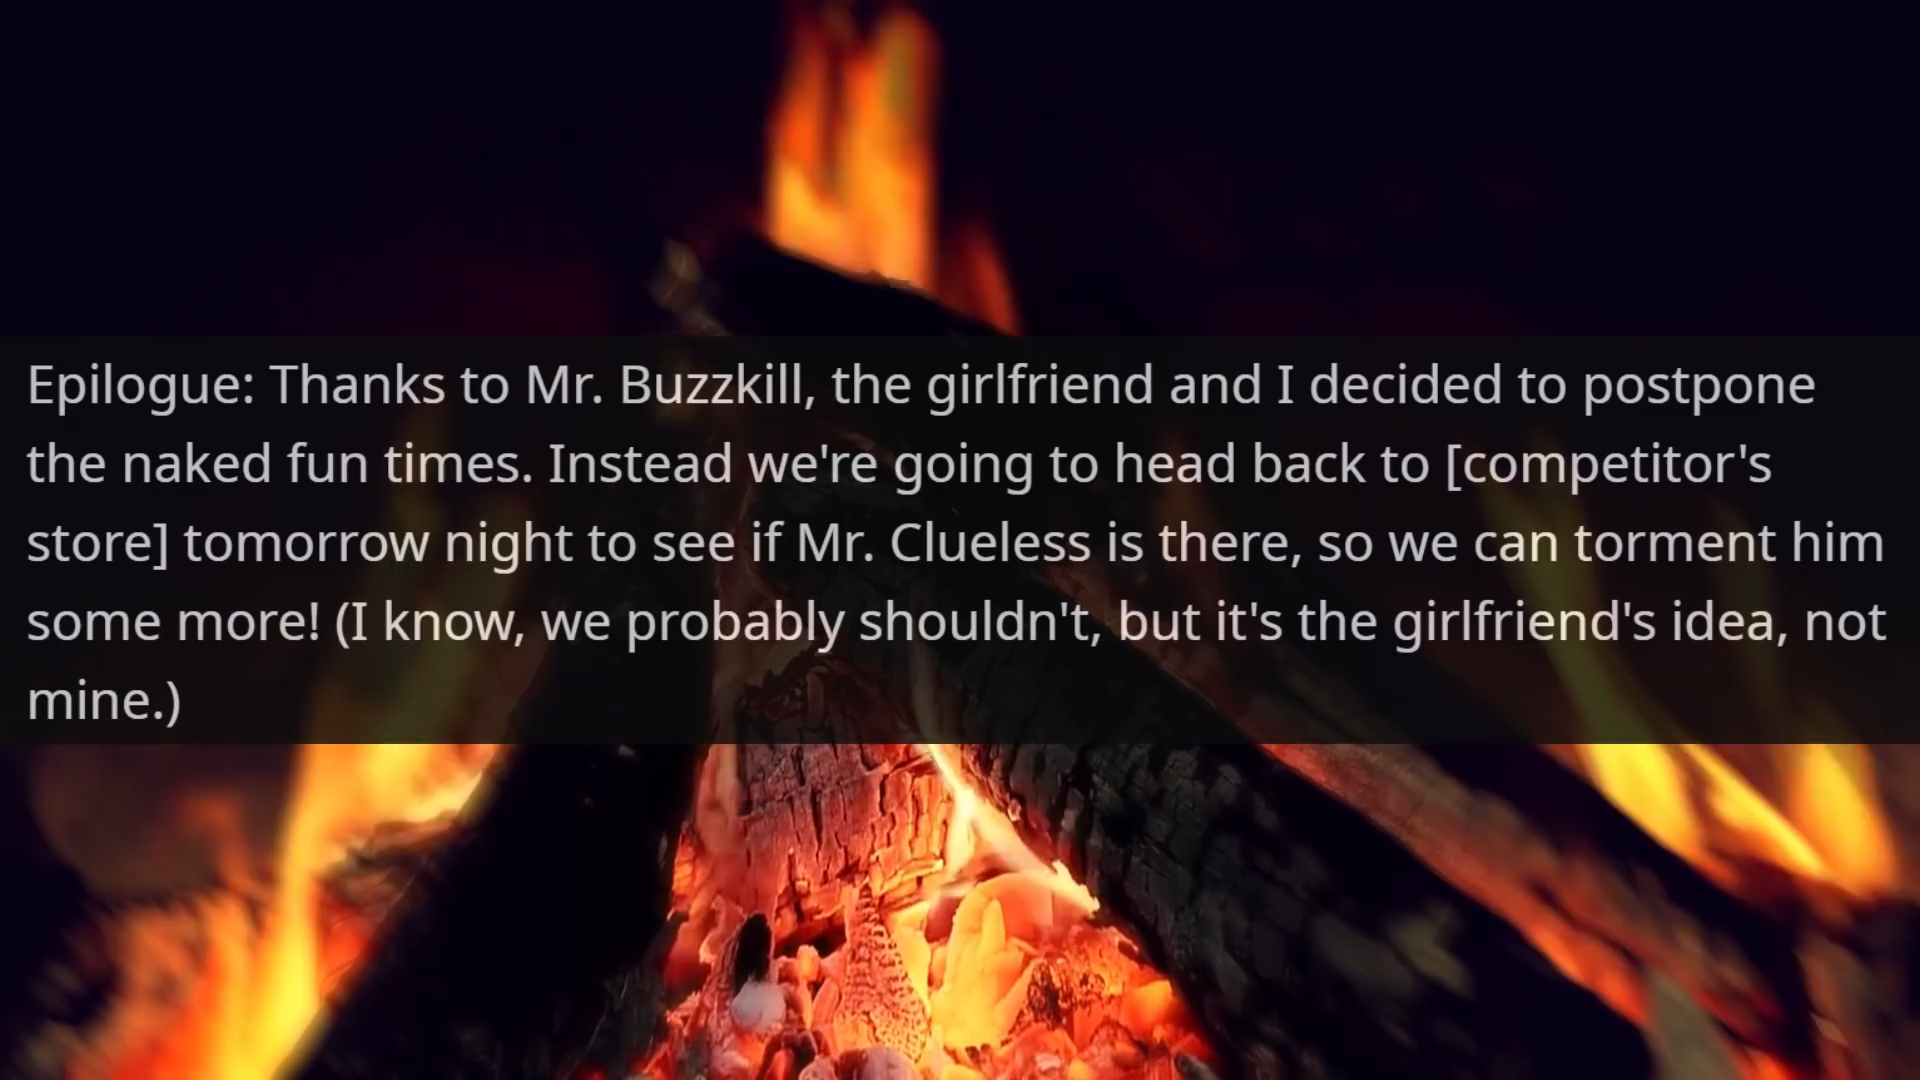 Epilogue: Thanks to Mr. Buzzkill, the girlfriend and I decided to postpone
the naked fun times. Instead we're going to head back to [competitor's
store] tomorrow night to see if Mr. Clueless is there, so we can torment him
some more! (I know, we probably shouldn't, but it's the girlfriend's idea, not
mine.)